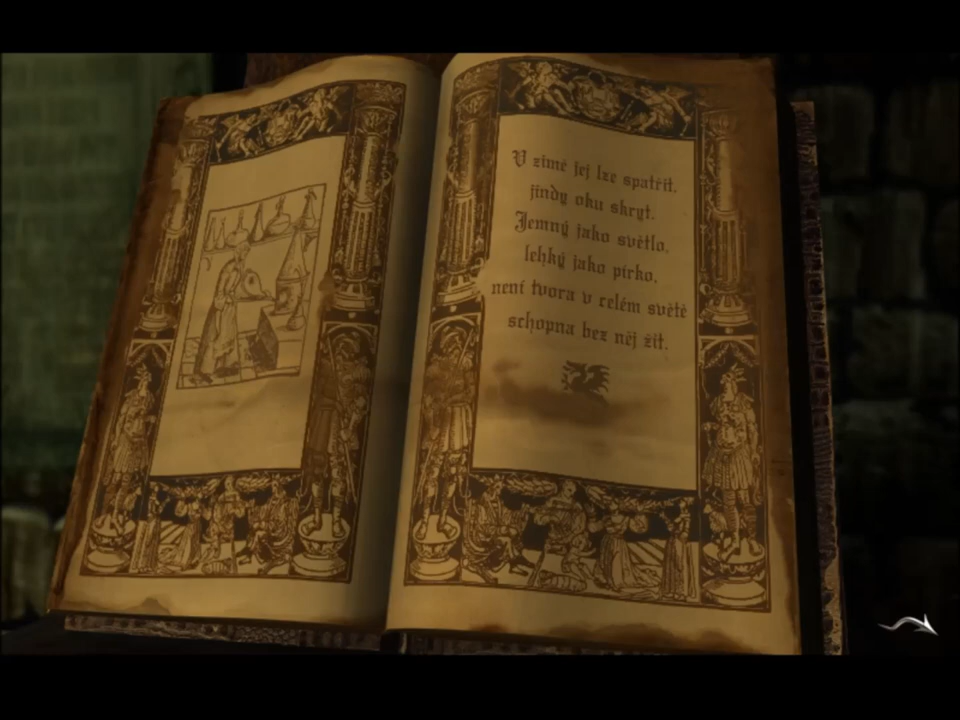 V zimě jej lze spatřit,
jindy oku skryt.
Jemný jako světlo,
lehký jako pírko,
není tvora v celém světě
schopna bez něj žít.